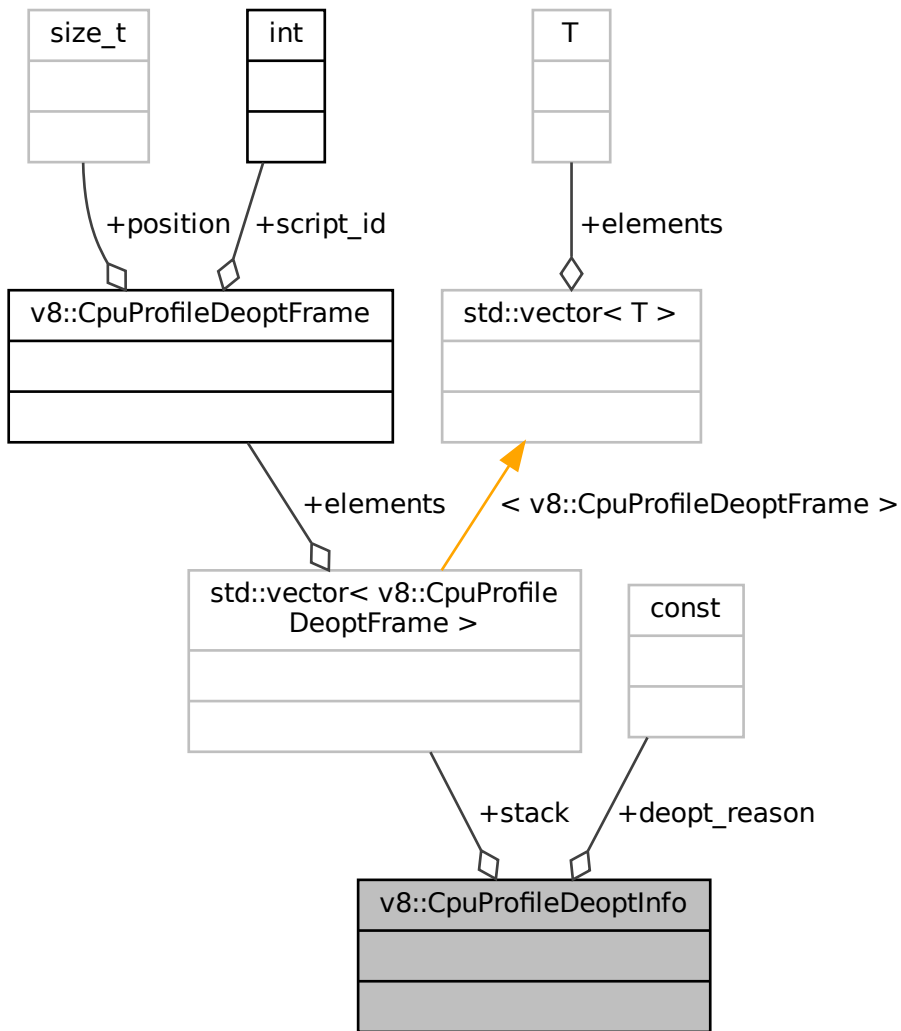 size_t
int
T
+position
+script_id
+elements
v8::CpuProfileDeoptFrame
std::vector< T >
+elements
< v8::CpuProfileDeoptFrame >
std::vector< v8::CpuProfile
DeoptFrame >
const
+stack
+deopt_reason
v8::CpuProfileDeoptInfo